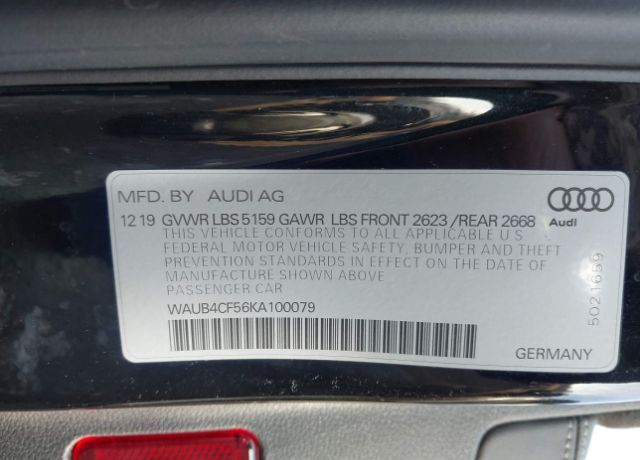 MFD. BY AUDI AG
12 19 GVWR LBS 5159 GAWR LBS FRONT 2623 /REAR 2668
THIS VEHICLE CONFORMS TO ALL APPLICABLE U S
FEDERAL MOTOR VEHICLE SAFETY, BUMPER AND THEFT
PREVENTION STANDARDS IN EFFECT ON THE DATE OF
MANUFACTURE SHOWN ABOVE
PASSENGER CAR
WAUB4CF56KA100079
GERMANY
Audi
5021659